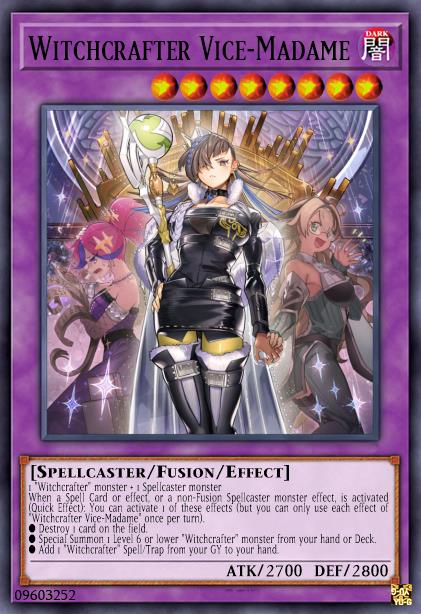 WITCHCRAFTER VICE-MADAME
DARK
闇
[SPELLCASTER/FUSION/EFFECT]
1 "Witchcrafter" monster + 1 Spellcaster monster
When a Spell Card or effect, or a non-Fusion Spellcaster monster effect, is activated
(Quick Effect): You can activate 1 of these effects (but you can only use each effect of
"Witchcrafter Vice-Madame" once per turn).
● Destroy 1 card on the field.
● Special Summon 1 Level 6 or lower "Witchcrafter" monster from your hand or Deck.
● Add 1 "Witchcrafter" Spell/Trap from your GY to your hand.
ATK/2700 DEF/2800
09603252